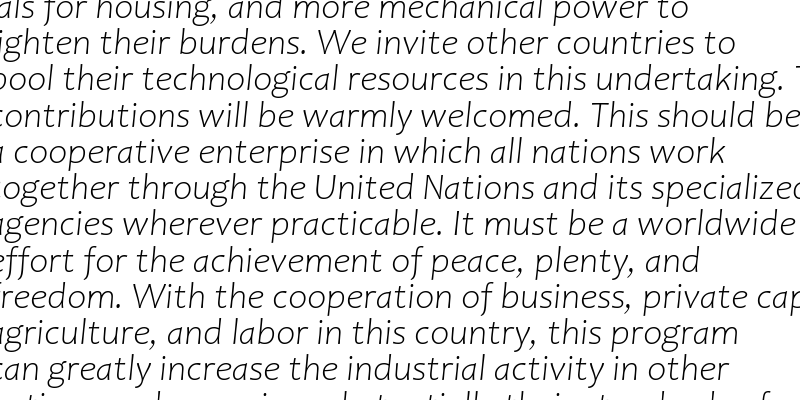 als for housing, and more mechanical power to
ighten their burdens. We invite other countries to
pool their technological resources in this undertaking.
contributions will be warmly welcomed. This should be
a cooperative enterprise in which all nations work
together through the United Nations and its specialized
agencies wherever practicable. It must be a worldwide
effort for the achievement of peace, plenty, and
freedom. With the cooperation of business, private cap
agriculture, and labor in this country, this program
can greatly increase the industrial activity in other